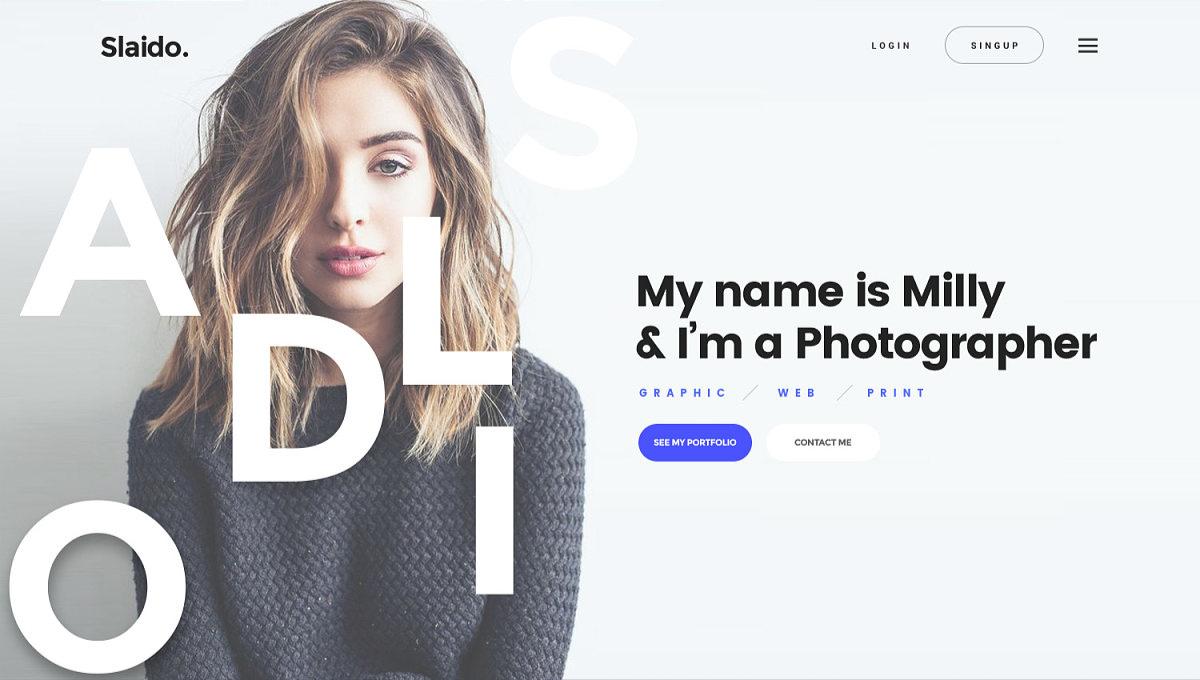 Slaido.
LOGIN
SINGUP
S
L
A
I
D
O
My name is Milly
& I'm a Photographer
GRAPHIC / WEB / PRINT
SEE MY PORTFOLIO
CONTACT ME